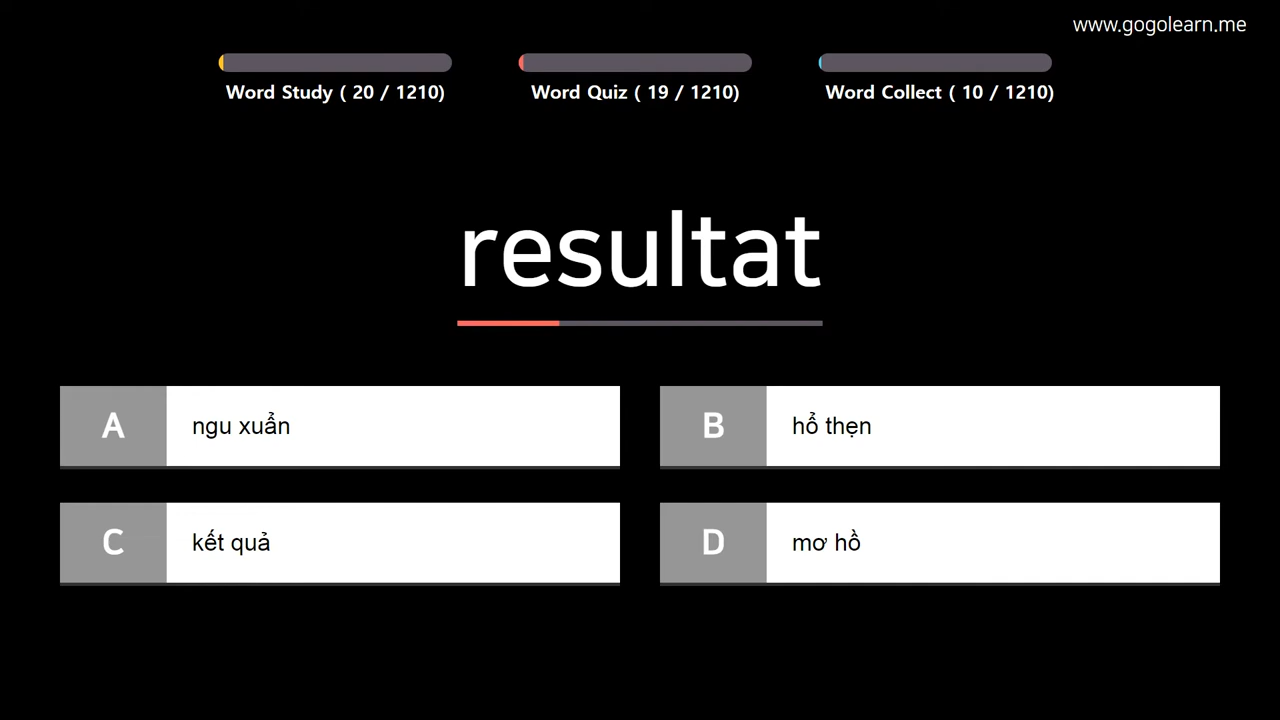 www.gogolearn.me
Word Study ( 20 / 1210)
Word Quiz ( 19 / 1210)
Word Collect ( 10 / 1210)
resultat
A ngu xuẩn
B hổ thẹn
C kết quả
D mơ hồ